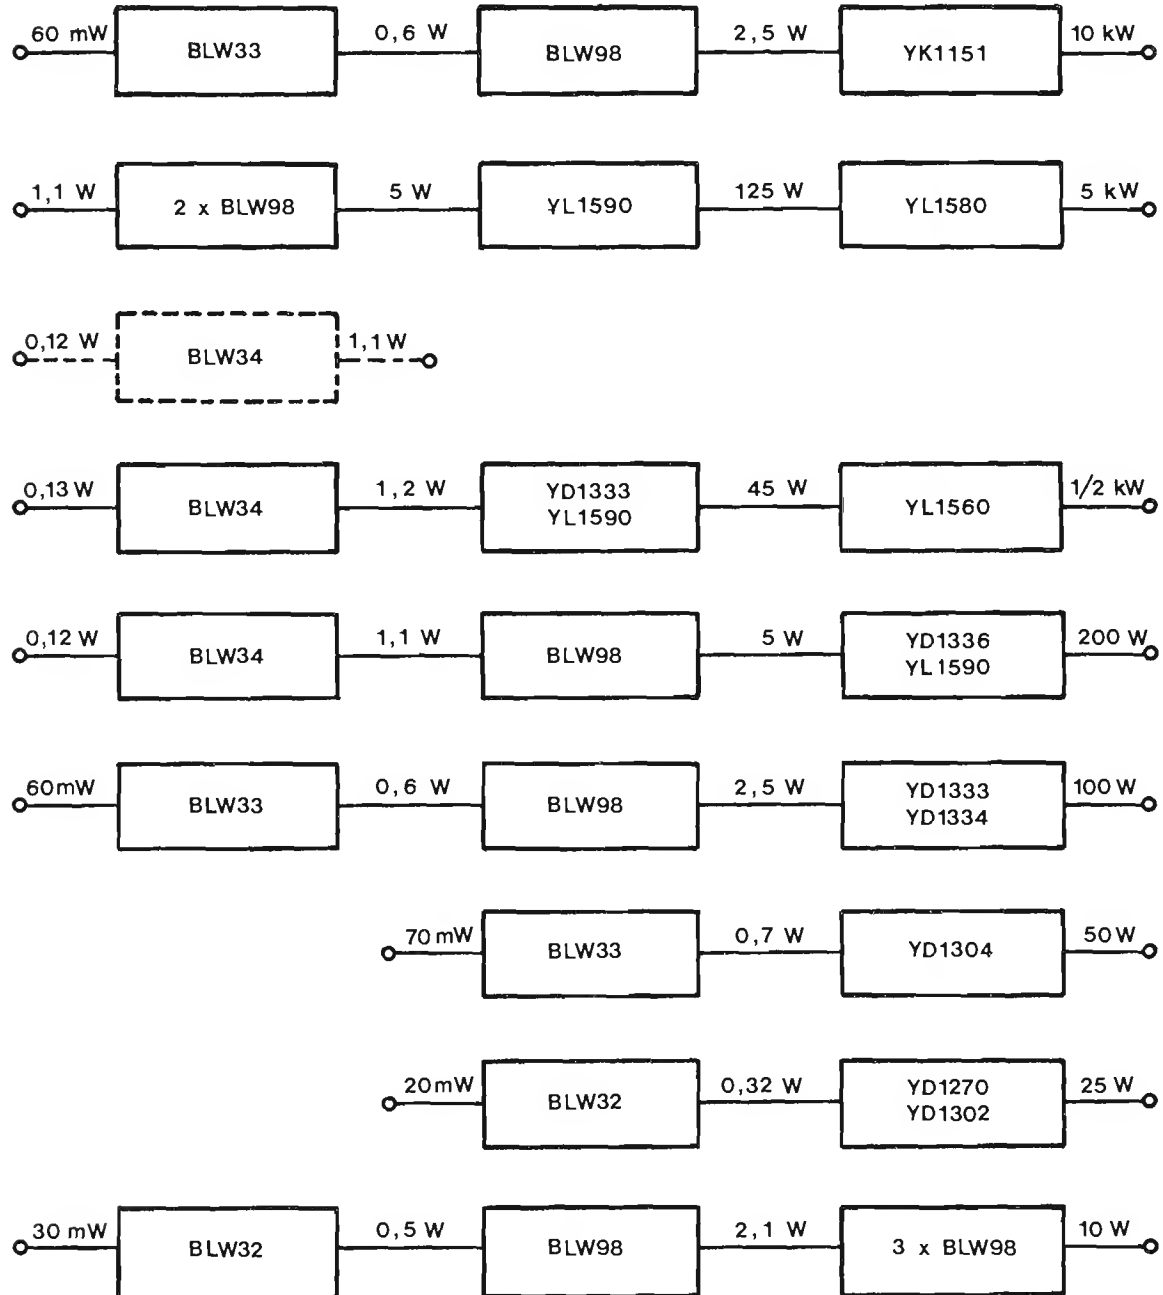 60 mW BLW33 0,6 W BLW98 2,5 W YK1151 10 kW
1,1 W 2 x BLW98 5 W YL1590 125 W YL1580 5 kW
0,12 W BLW34 1,1 W
0,13 W BLW34 1,2 W YD1333 45 W YL1560 1/2 kW
YL1590
0,12 W BLW34 1,1 W BLW98 5 W YD1336 200 W
YL1590
60mW BLW33 0,6 W BLW98 2,5 W YD1333 100 W
YD1334
70 mW BLW33 0,7 W YD1304 50 W
20mW BLW32 0,32 W YD1270 25 W
YD1302
30 mW BLW32 0,5 W BLW98 2,1 W 3 x BLW98 10 W